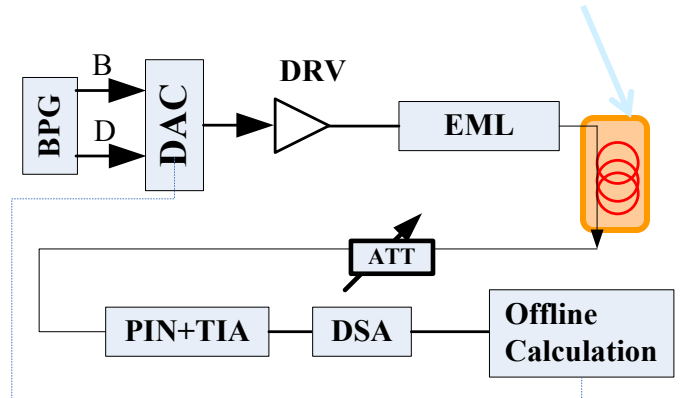 B
D
BPG
DAC
DRV
EML
ATT
PIN+TIA
DSA
Offline
Calculation